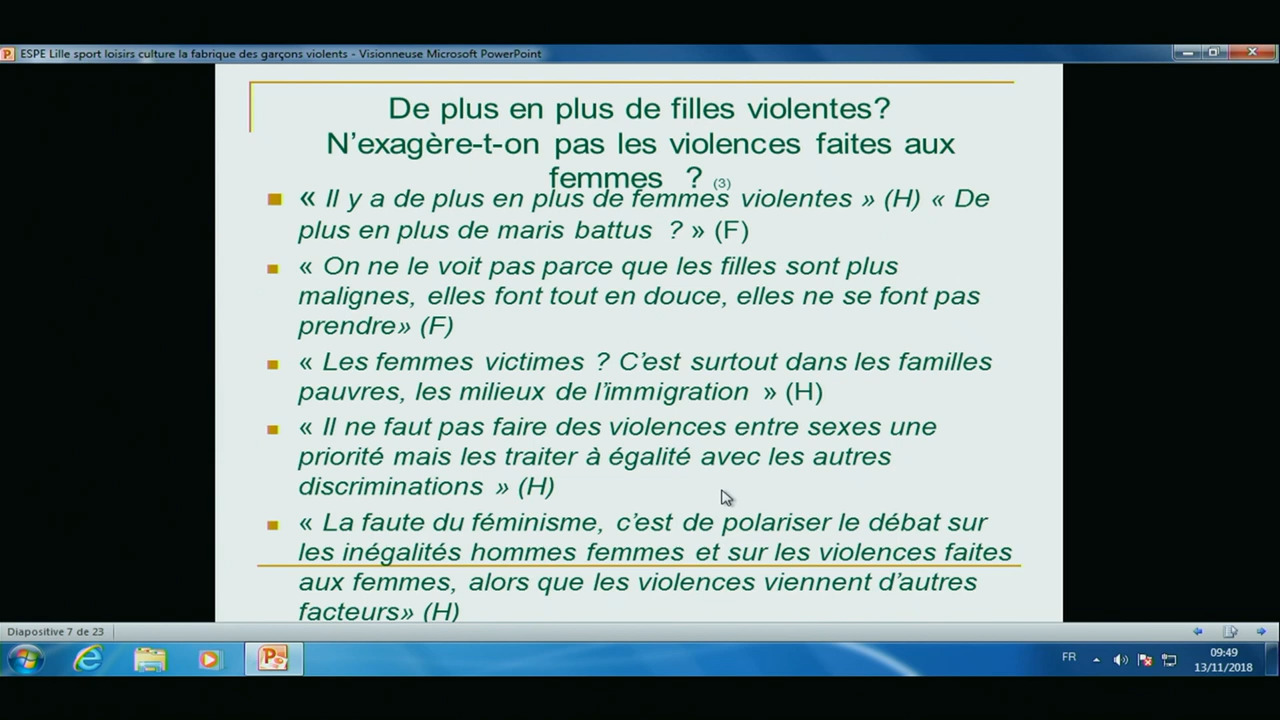 ESPE Lille sport loisirs culture la fabrique des garçons violents - Visionneuse Microsoft PowerPoint
De plus en plus de filles violentes?
N'exagère-t-on pas les violences faites aux
femmes ? (3)
« Il y a de plus en plus de femmes violentes » (H) « De
plus en plus de maris battus ? » (F)
« On ne le voit pas parce que les filles sont plus
malignes, elles font tout en douce, elles ne se font pas
prendre» (F)
« Les femmes victimes ? C'est surtout dans les familles
pauvres, les milieux de l'immigration » (H)
« Il ne faut pas faire des violences entre sexes une
priorité mais les traiter à égalité avec les autres
discriminations » (H)
« La faute du féminisme, c'est de polariser le débat sur
les inégalités hommes femmes et sur les violences faites
aux femmes, alors que les violences viennent d'autres
facteurs» (H)
Diapositive 7 de 23
FR
09:49
13/11/2018